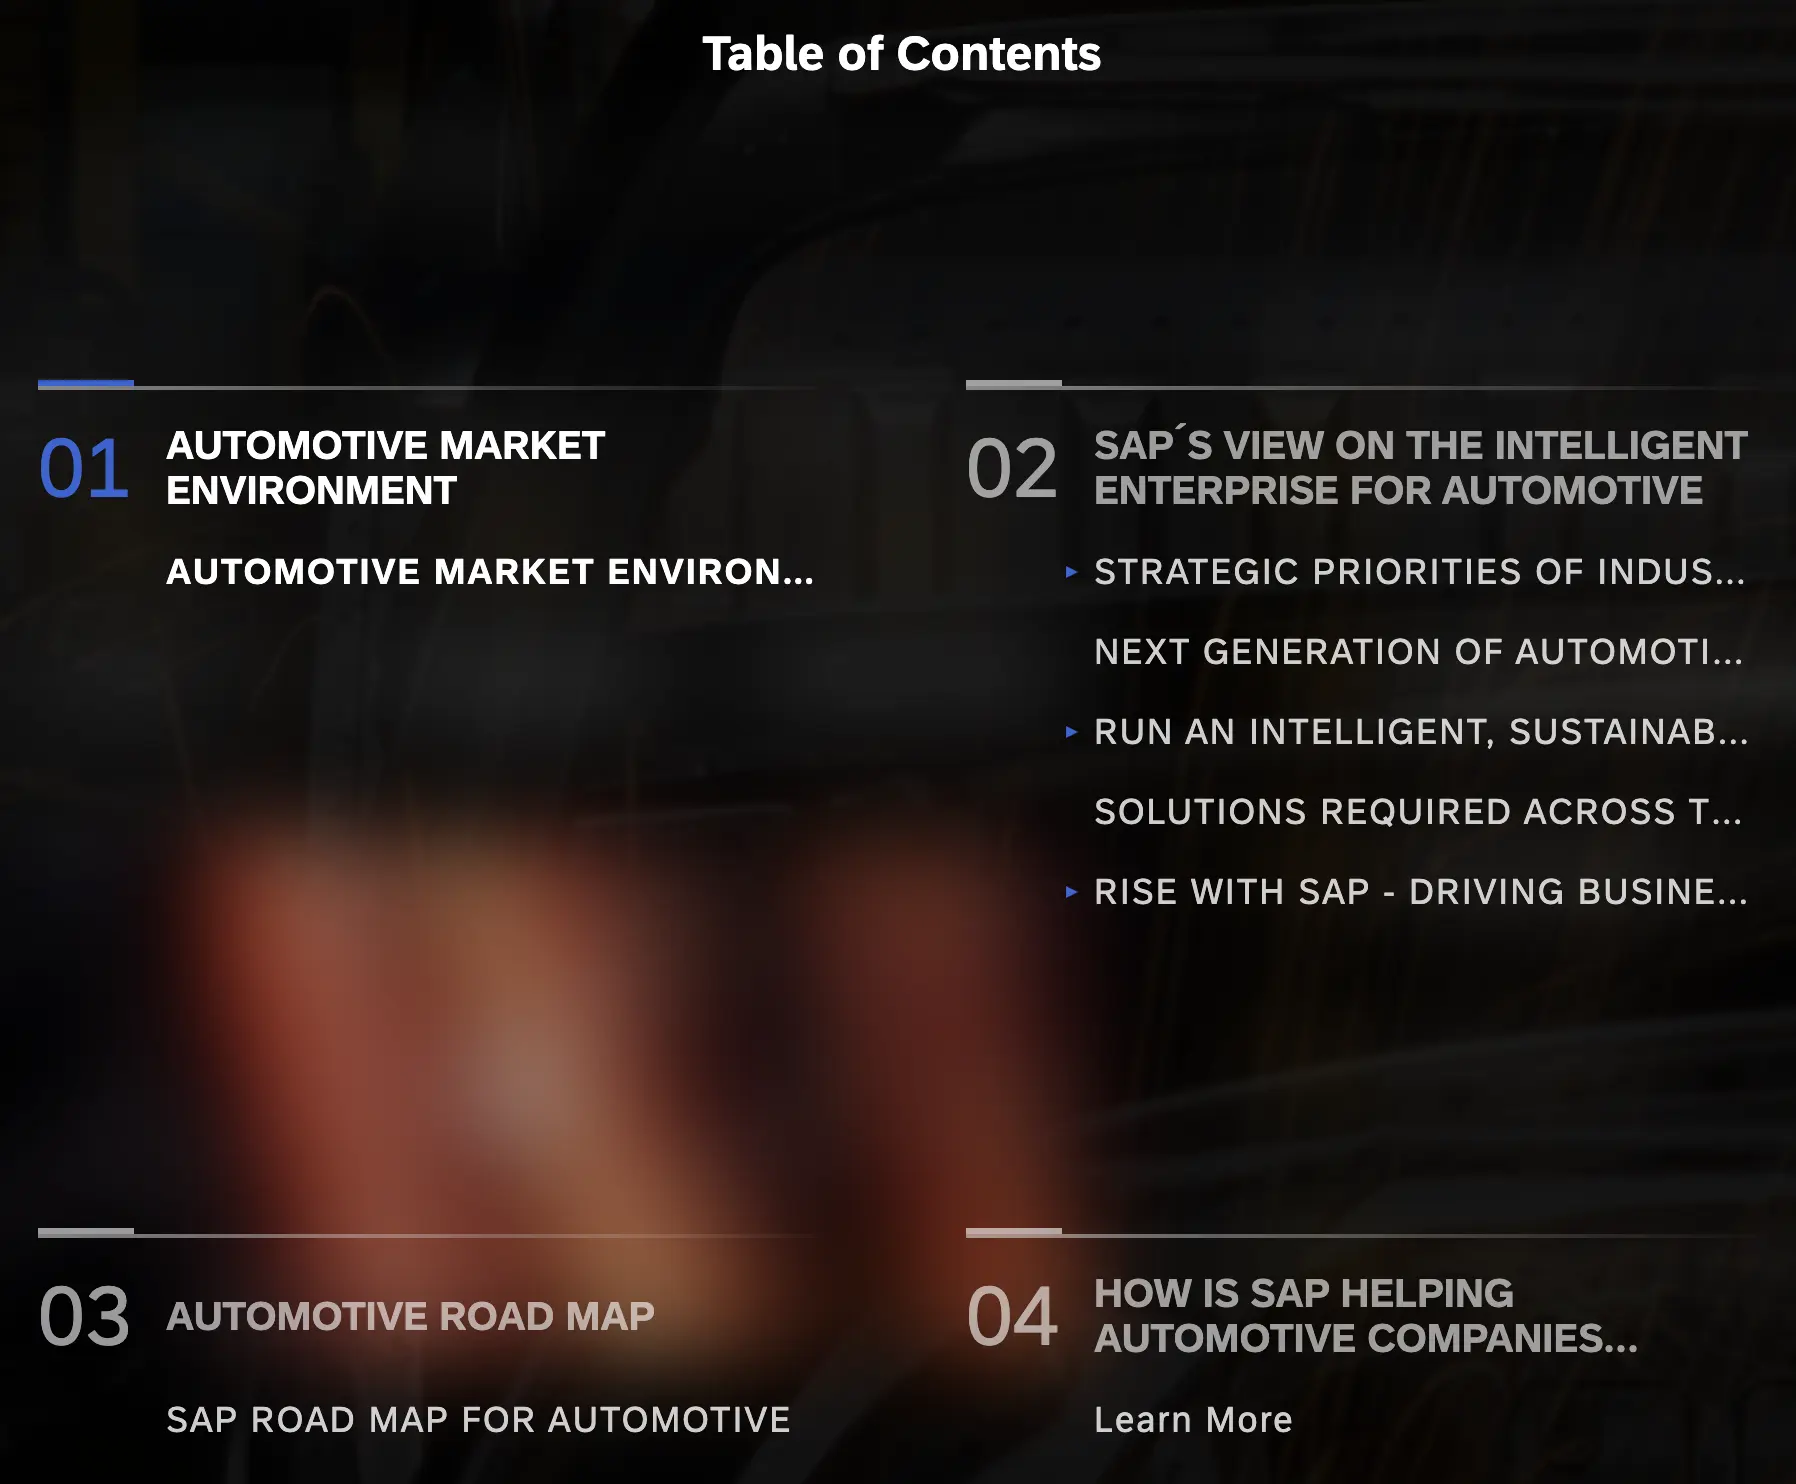 Table of Contents
01
AUTOMOTIVE MARKET
ENVIRONMENT
AUTOMOTIVE MARKET ENVIRON...
02
SAP´S VIEW ON THE INTELLIGENT
ENTERPRISE FOR AUTOMOTIVE
STRATEGIC PRIORITIES OF INDUS...
NEXT GENERATION OF AUTOMOTI...
RUN AN INTELLIGENT, SUSTAINAB...
SOLUTIONS REQUIRED ACROSS T...
RISE WITH SAP - DRIVING BUSINE...
03
AUTOMOTIVE ROAD MAP
SAP ROAD MAP FOR AUTOMOTIVE
04
HOW IS SAP HELPING
AUTOMOTIVE COMPANIES...
Learn More